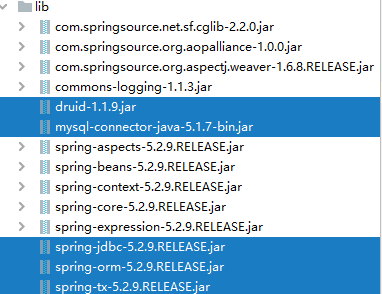 lib
com.springsource.net.sf.cglib-2.2.0.jar
com.springsource.org.aopalliance-1.0.0.jar
com.springsource.org.aspectj.weaver-1.6.8.RELEASE.jar
commons-logging-1.1.3.jar
druid-1.1.9.jar
mysql-connector-java-5.1.7-bin.jar
spring-aspects-5.2.9.RELEASE.jar
spring-beans-5.2.9.RELEASE.jar
spring-context-5.2.9.RELEASE.jar
spring-core-5.2.9.RELEASE.jar
spring-expression-5.2.9.RELEASE.jar
spring-jdbc-5.2.9.RELEASE.jar
spring-orm-5.2.9.RELEASE.jar
spring-tx-5.2.9.RELEASE.jar